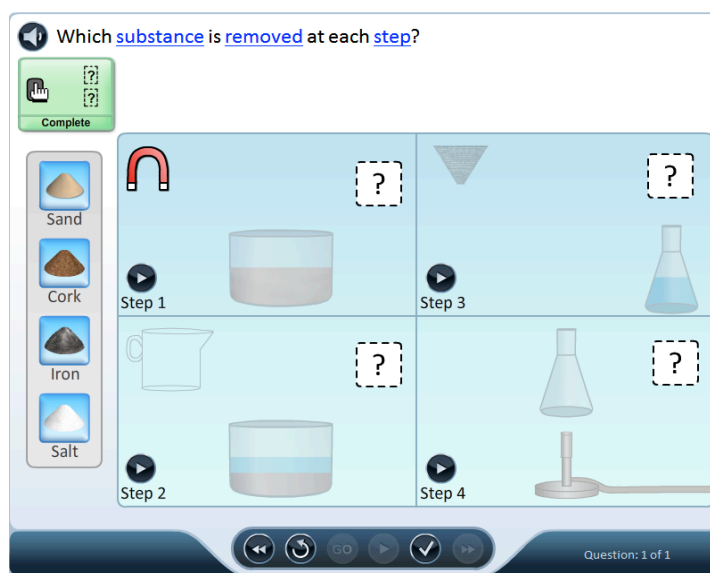 Which substance is removed at each step?
?
?
Complete
Sand
Cork
Iron
Salt
?
Step 1
?
Step 3
?
Step 2
?
Step 4
GO
Question: 1 of 1